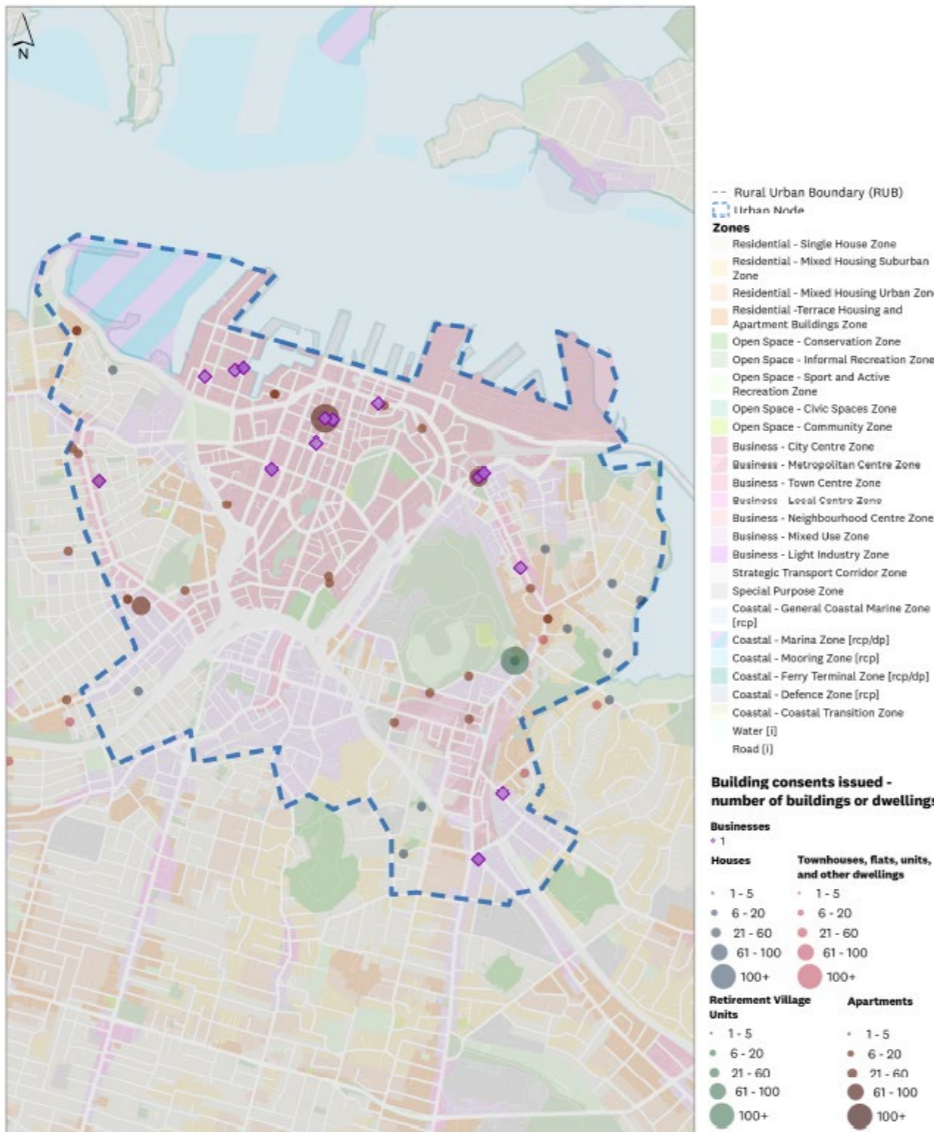 N
Rural Urban Boundary (RUB)
Urban Node
Zones
Residential - Single House Zone
Residential - Mixed Housing Suburban
Zone
Residential - Mixed Housing Urban Zon
Residential -Terrace Housing and
Apartment Buildings Zone
Open Space - Conservation Zone
Open Space - Informal Recreation Zone
Open Space - Sport and Active
Recreation Zone
Open Space - Civic Spaces Zone
Open Space - Community Zone
Business - City Centre Zone
Business - Metropolitan Centre Zone
Business - Town Centre Zone
Business - Local Centre Zone
Business - Neighbourhood Centre Zone
Business - Mixed Use Zone
Business - Light Industry Zone
Strategic Transport Corridor Zone
Special Purpose Zone
Coastal - General Coastal Marine Zone
[rcp]
Coastal - Marina Zone [rcp/dp]
Coastal - Mooring Zone [rcp]
Coastal - Ferry Terminal Zone [rcp/dp]
Coastal - Defence Zone [rcp]
Coastal - Coastal Transition Zone
Water [i]
Road [i]
Building consents issued -
number of buildings or dwellings
Businesses
1
Houses
1 - 5
6 - 20
21 - 60
61 - 100
100+
Townhouses, flats, units,
and other dwellings
1 - 5
6 - 20
21 - 60
61 - 100
100+
Retirement Village
Units
1 - 5
6 - 20
21 - 60
61 - 100
100+
Apartments
1 - 5
6 - 20
21 - 60
61 - 100
100+